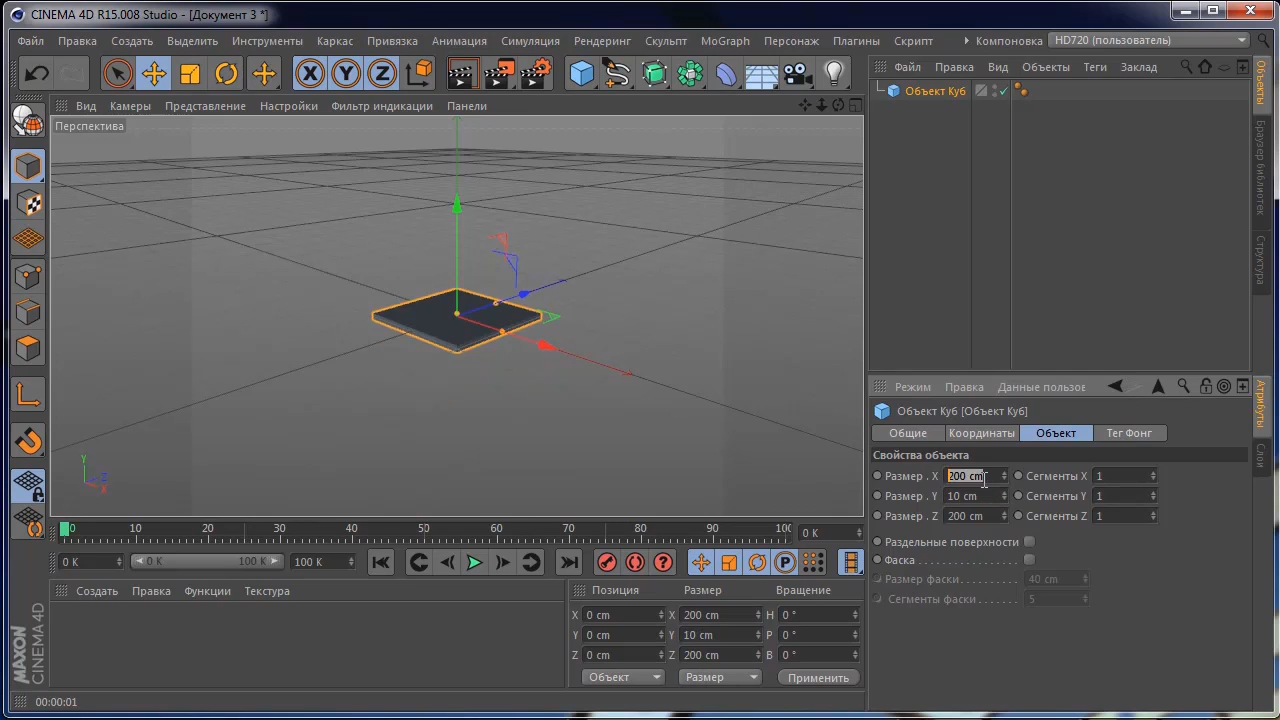 CINEMA 4D R15.008 Studio - [Документ 3 *]
Файл Правка Создать Выделить Инструменты Каркас Привязка Анимация Симуляция Рендеринг Скульпт MoGraph Персонаж Плагины Скрипт Компоновка HD720 (пользователь)
X Y Z
Файл Правка Вид Объекты Теги Заклад
Объект Куб
Вид Камеры Представление Настройки Фильтр индикации Панели
Перспектива
Y
Z
X
Объекты
Браузер библиотек
Структура
Режим Правка Данные пользов
Объект Куб [Объект Куб]
Общие Координаты Объект Тег Фонг
Свойства объекта
Размер . X 200 cm Сегменты X 1
Размер . Y 10 cm Сегменты Y 1
Размер . Z 200 cm Сегменты Z 1
Раздельные поверхности
Фаска . . . . . . . . . . .
Размер фаски. . . . . . . 40 cm
Сегменты фаски . . . . . . . 5
Атрибуты
Слои
0 10 20 30 40 50 60 70 80 90 100 0 K
0 K 0 K 100 K 100 K P
Создать Правка Функции Текстура
Позиция Размер Вращение
X 0 cm X 200 cm H 0 °
Y 0 cm Y 10 cm P 0 °
Z 0 cm Z 200 cm B 0 °
Объект Размер Применить
MAXON
CINEMA 4D
00:00:01